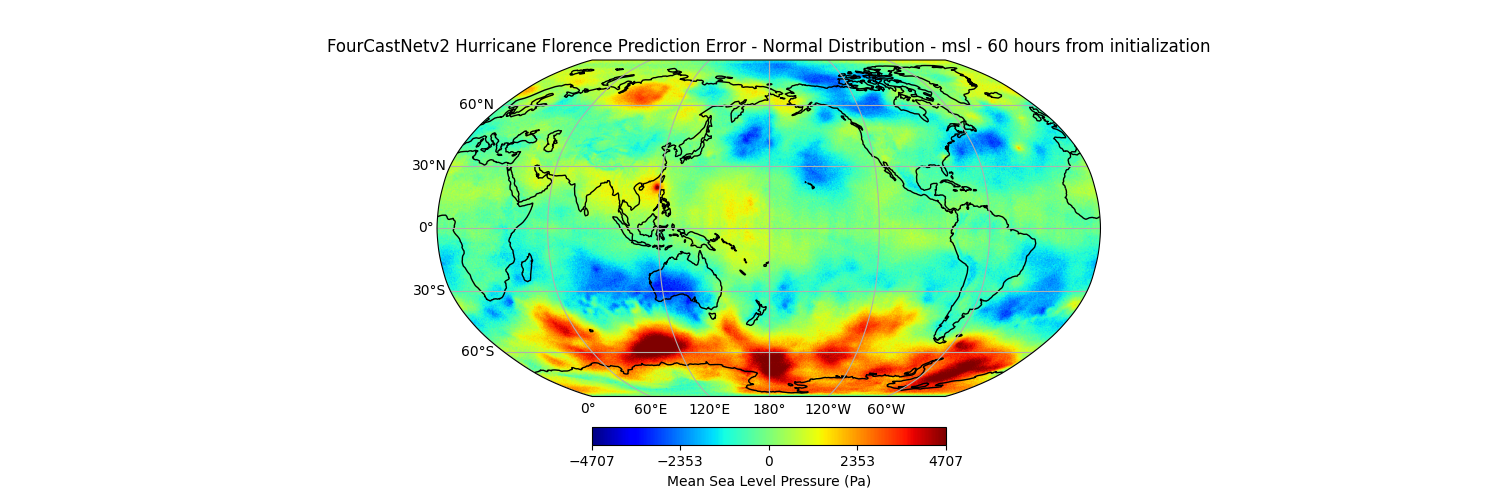 FourCastNetv2 Hurricane Florence Prediction Error - Normal Distribution - msl - 60 hours from initialization
60°N
30°N
0°
30°S
60°S
0° 60°E 120°E 180° 120°W 60°W
−4707 −2353 0 2353 4707
Mean Sea Level Pressure (Pa)